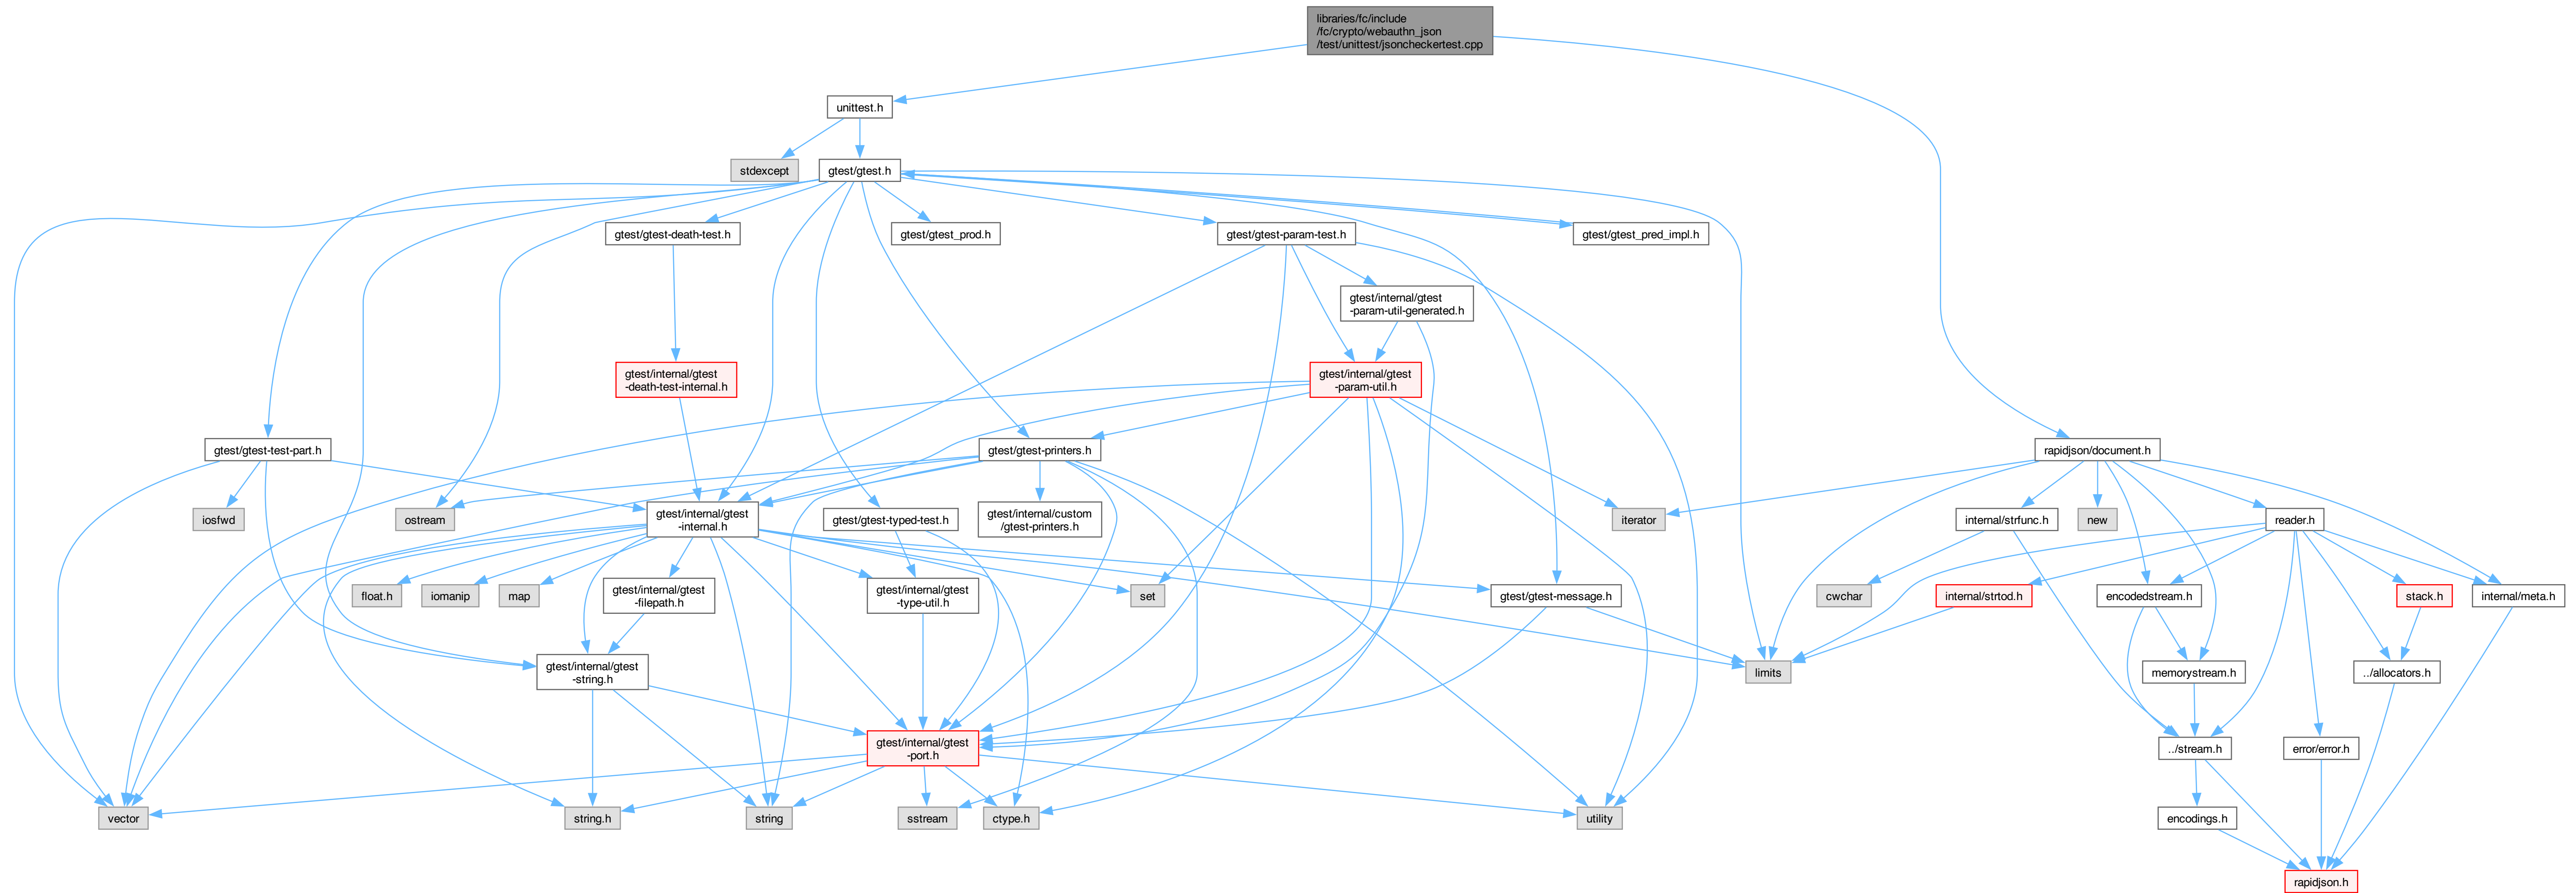 libraries/fc/include
/fc/crypto/webauthn_json
/test/unittest/jsoncheckertest.cpp
unittest.h
stdexcept
gtest/gtest.h
gtest/gtest-death-test.h
gtest/gtest_prod.h
gtest/gtest-param-test.h
gtest/gtest_pred_impl.h
gtest/internal/gtest
-param-util-generated.h
gtest/internal/gtest
-death-test-internal.h
gtest/internal/gtest
-param-util.h
gtest/gtest-test-part.h
gtest/gtest-printers.h
rapidjson/document.h
iosfwd
ostream
gtest/internal/gtest
-internal.h
gtest/gtest-typed-test.h
gtest/internal/custom
/gtest-printers.h
iterator
internal/strfunc.h
new
reader.h
float.h
iomanip
map
gtest/internal/gtest
-filepath.h
gtest/internal/gtest
-type-util.h
set
gtest/gtest-message.h
cwchar
internal/strtod.h
encodedstream.h
stack.h
internal/meta.h
gtest/internal/gtest
-string.h
limits
memorystream.h
../allocators.h
gtest/internal/gtest
-port.h
../stream.h
error/error.h
vector
string.h
string
sstream
ctype.h
utility
encodings.h
rapidjson.h